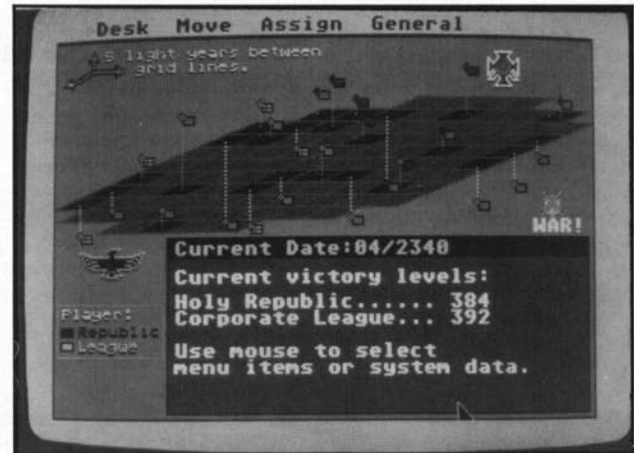 Desk Move Assign General
5 light years between
grid lines.
WAR!
Current Date:04/2340
Current victory levels:
Holy Republic...... 384
Corporate League... 392
Player:
Republic
League
Use mouse to select
menu items or system data.